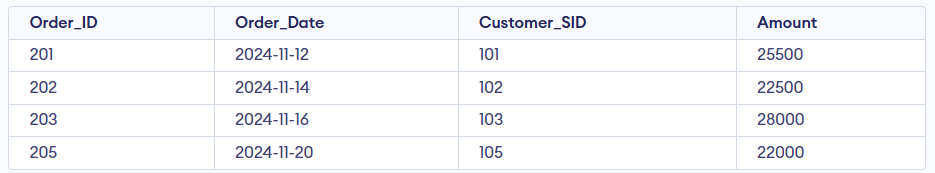 Order_ID Order_Date Customer_SID Amount
201 2024-11-12 101 25500
202 2024-11-14 102 22500
203 2024-11-16 103 28000
205 2024-11-20 105 22000